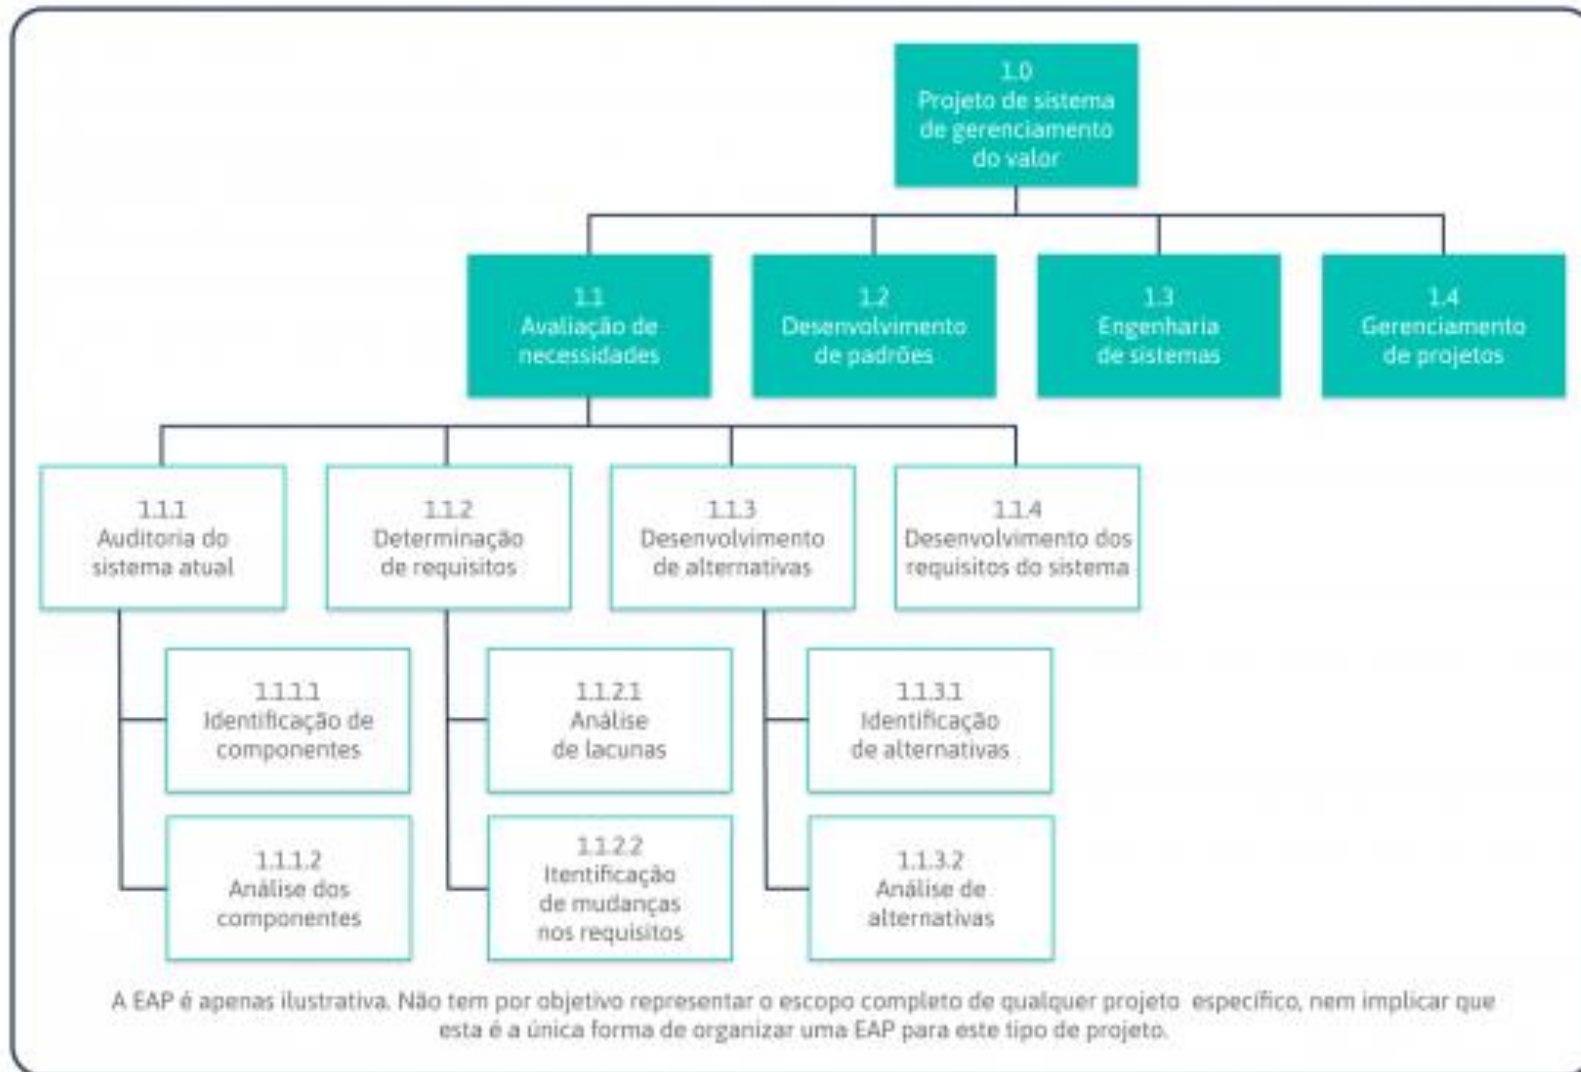 1.0
Projeto de sistema
de gerenciamento
do valor
1.1
Avaliação de
necessidades
1.2
Desenvolvimento
de padrões
1.3
Engenharia
de sistemas
1.4
Gerenciamento
de projetos
1.1.1
Auditoria do
sistema atual
1.1.2
Determinação
de requisitos
1.1.3
Desenvolvimento
de alternativas
1.1.4
Desenvolvimento dos
requisitos do sistema
1.1.1.1
Identificação de
componentes
1.1.2.1
Análise
de lacunas
1.1.3.1
Identificação
de alternativas
1.1.1.2
Análise dos
componentes
1.1.2.2
Itentificação
de mudanças
nos requisitos
1.1.3.2
Análise de
alternativas
A EAP é apenas ilustrativa. Não tem por objetivo representar o escopo completo de qualquer projeto específico, nem implicar que
esta é a única forma de organizar uma EAP para este tipo de projeto.